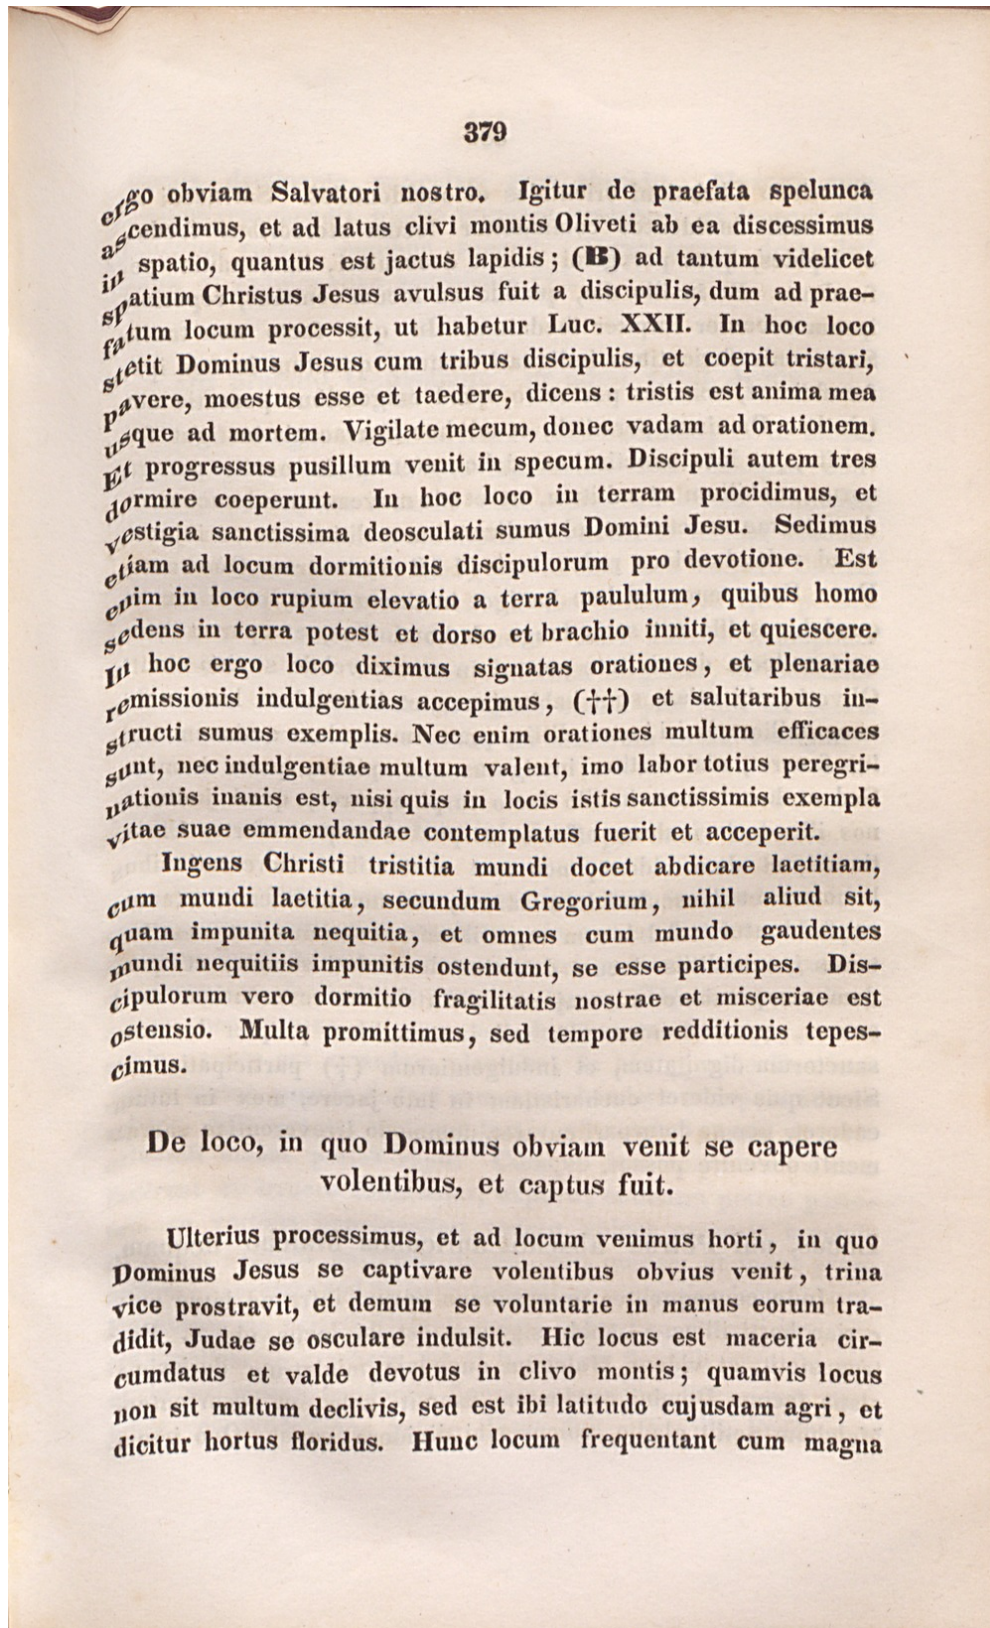 379
ergo obviam Salvatori nostro. Igitur de praefata spelunca
ascendimus, et ad latus clivi montis Oliveti ab ea discessimus
in spatio, quantus est jactus lapidis; (B) ad tantum videlicet
spatium Christus Jesus avulsus fuit a discipulis, dum ad prae-
fatum locum processit, ut habetur Luc. XXII. In hoc loco
stetit Dominus Jesus cum tribus discipulis, et coepit tristari,
pavere, moestus esse et taedere, dicens: tristis est anima mea
usque ad mortem. Vigilate mecum, donec vadam ad orationem.
Et progressus pusillum venit in specum. Discipuli autem tres
dormire coeperunt. In hoc loco in terram procidimus, et
vestigia sanctissima deosculati sumus Domini Jesu. Sedimus
etiam ad locum dormitionis discipulorum pro devotione. Est
enim in loco rupium elevatio a terra paululum, quibus homo
sedens in terra potest et dorso et brachio inniti, et quiescere.
In hoc ergo loco diximus signatas orationes, et plenariae
remissionis indulgentias accepimus, (††) et salutaribus in-
structi sumus exemplis. Nec enim orationes multum efficaces
sunt, nec indulgentiae multum valent, imo labor totius peregri-
nationis inanis est, nisi quis in locis istis sanctissimis exempla
vitae suae emmendandae contemplatus fuerit et acceperit.
Ingens Christi tristitia mundi docet abdicare laetitiam,
cum mundi laetitia, secundum Gregorium, nihil aliud sit,
quam impunita nequitia, et omnes cum mundo gaudentes
mundi nequitiis impunitis ostendunt, se esse participes. Dis-
cipulorum vero dormitio fragilitatis nostrae et misceriae est
ostensio. Multa promittimus, sed tempore redditionis tepes-
cimus.
De loco, in quo Dominus obviam venit se capere
volentibus, et captus fuit.
Ulterius processimus, et ad locum venimus horti, in quo
Dominus Jesus se captivare volentibus obvius venit, trina
vice prostravit, et demum se voluntarie in manus eorum tra-
didit, Judae se osculare indulsit. Hic locus est maceria cir-
cumdatus et valde devotus in clivo montis; quamvis locus
non sit multum declivis, sed est ibi latitudo cujusdam agri, et
dicitur hortus floridus. Hunc locum frequentant cum magna